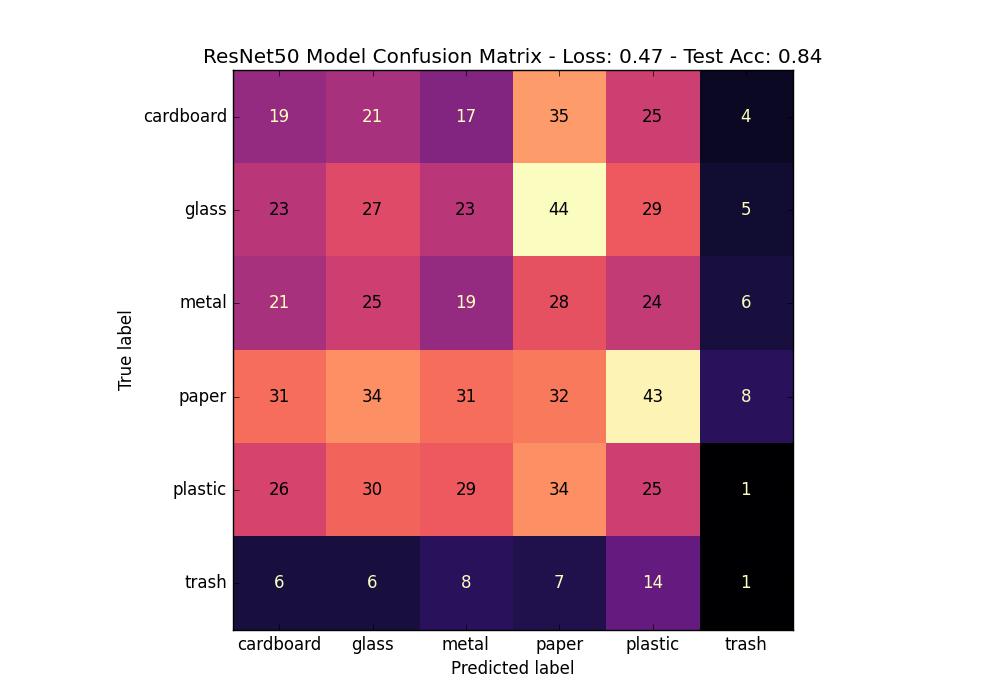 ResNet50 Model Confusion Matrix - Loss: 0.47 - Test Acc: 0.84
cardboard 19 21 17 35 25 4
glass 23 27 23 44 29 5
metal 21 25 19 28 24 6
True label
paper 31 34 31 32 43 8
plastic 26 30 29 34 25 1
trash 6 6 8 7 14 1
cardboard glass metal paper plastic trash
Predicted label